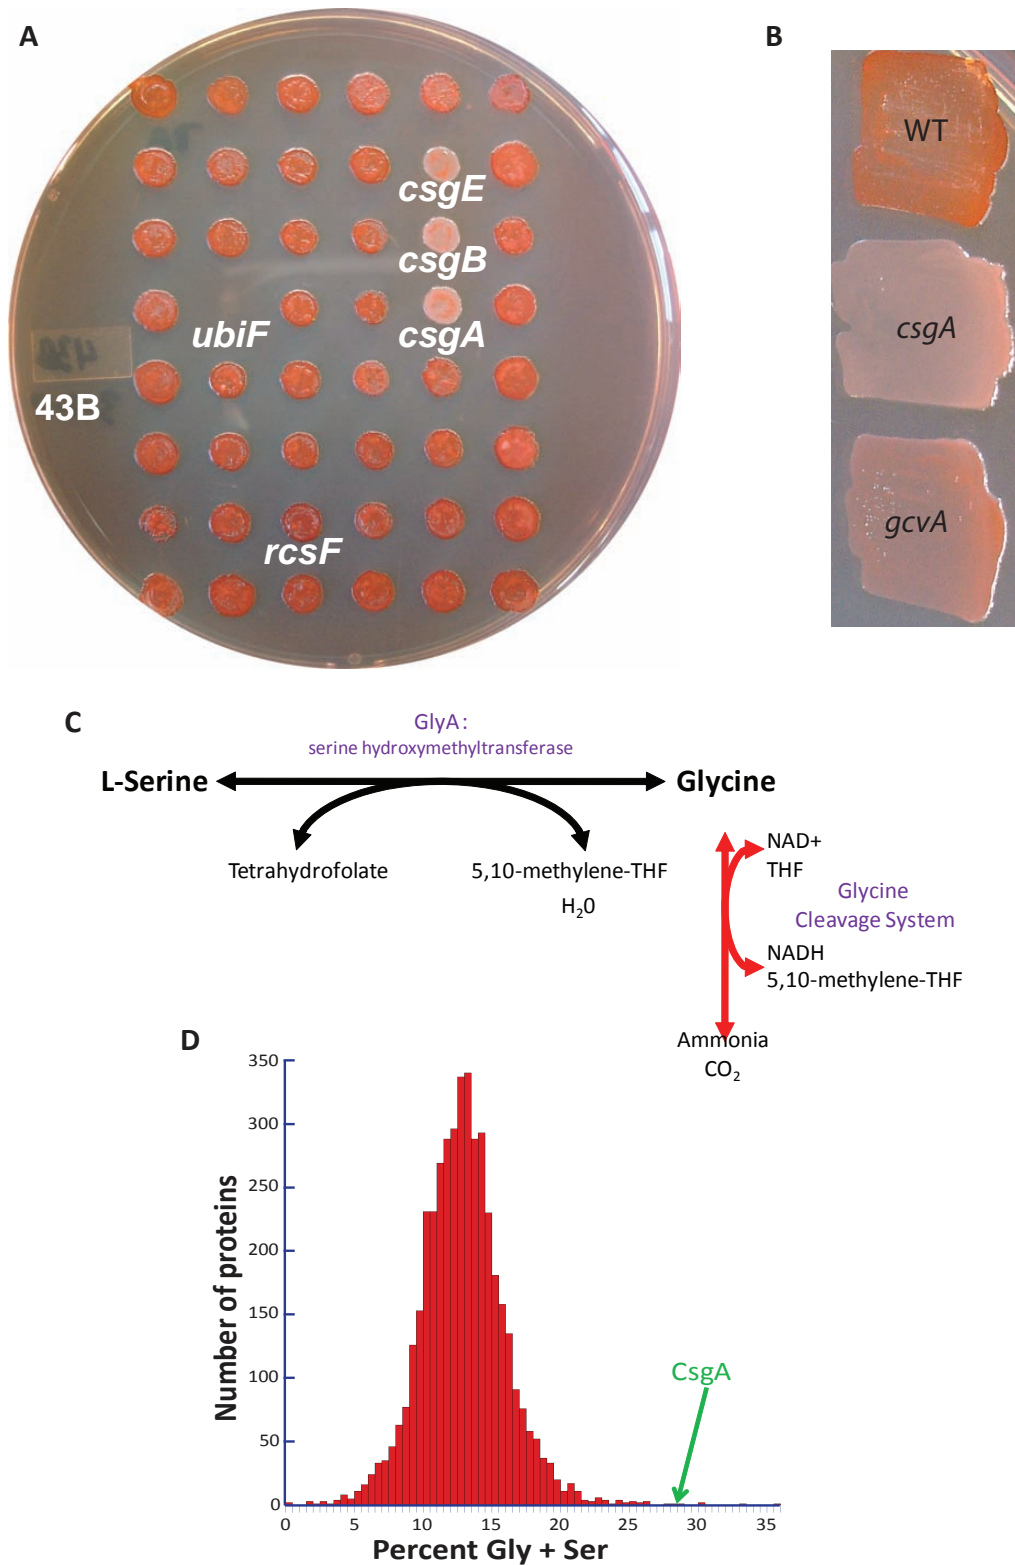 A
B
WT
csgE
csgB
ubiF
csgA
csgA
43B
gcvA
rcsF
C
GlyA:
serine hydroxymethyltransferase
L-Serine
Glycine
Tetrahydrofolate
5,10-methylene-THF
H₂0
NAD+
THF
Glycine
Cleavage System
NADH
5,10-methylene-THF
Ammonia
CO₂
D
350
300
250
200
150
100
50
0
Number of proteins
CsgA
0 5 10 15 20 25 30 35
Percent Gly + Ser